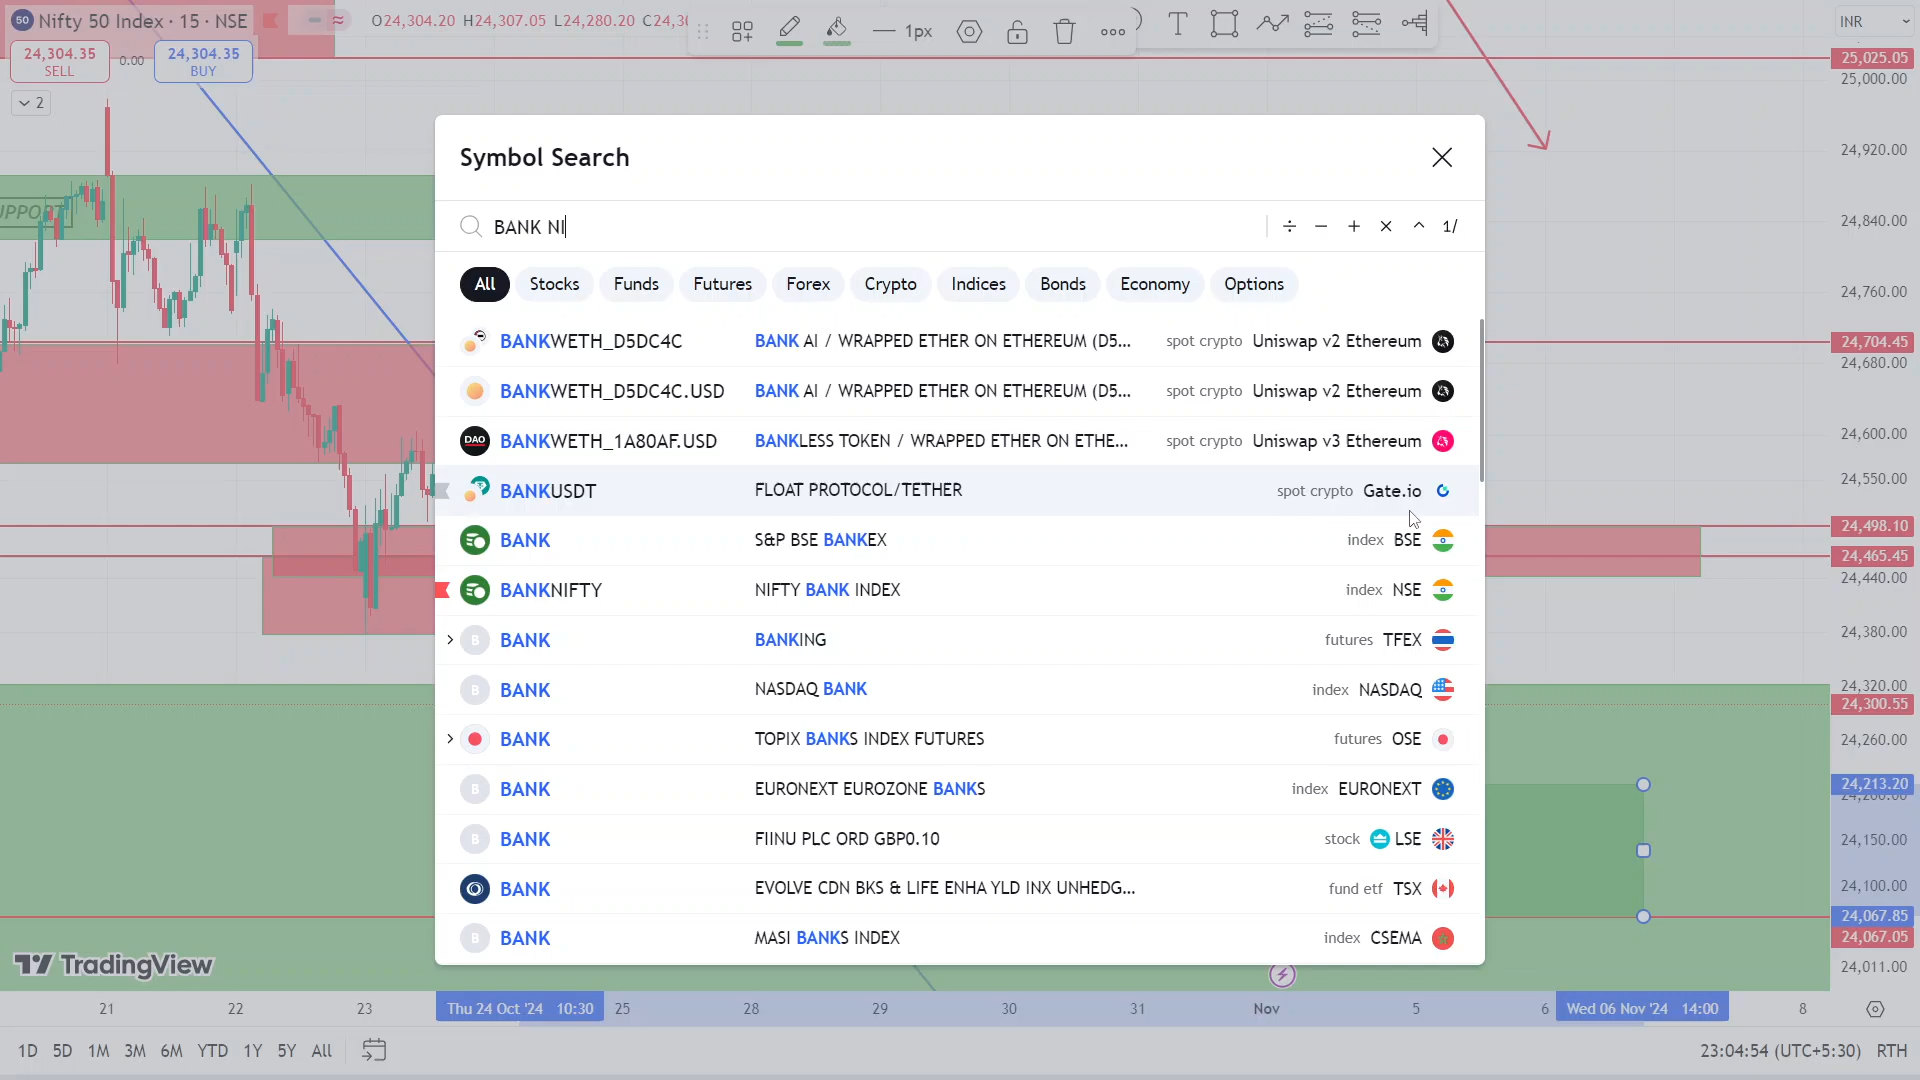 50 Nifty 50 Index · 15 · NSE
O24,304.20 H24,307.05 L24,280.20 C24,3
1px
INR
24,304.35
SELL
0.00
24,304.35
BUY
2
Symbol Search
BANK NI
÷ − + × ^ 1/
All Stocks Funds Futures Forex Crypto Indices Bonds Economy Options
BANKWETH_D5DC4C BANK AI / WRAPPED ETHER ON ETHEREUM (D5... spot crypto Uniswap v2 Ethereum
BANKWETH_D5DC4C.USD BANK AI / WRAPPED ETHER ON ETHEREUM (D5... spot crypto Uniswap v2 Ethereum
DAO BANKWETH_1A80AF.USD BANKLESS TOKEN / WRAPPED ETHER ON ETHE... spot crypto Uniswap v3 Ethereum
BANKUSDT FLOAT PROTOCOL/TETHER spot crypto Gate.io
BANK S&P BSE BANKEX index BSE
BANKNIFTY NIFTY BANK INDEX index NSE
B BANK BANKING futures TFEX
B BANK NASDAQ BANK index NASDAQ
BANK TOPIX BANKS INDEX FUTURES futures OSE
B BANK EURONEXT EUROZONE BANKS index EURONEXT
B BANK FIINU PLC ORD GBP0.10 stock LSE
BANK EVOLVE CDN BKS & LIFE ENHA YLD INX UNHEDG... fund etf TSX
B BANK MASI BANKS INDEX index CSEMA
25,025.05
25,000.00
24,920.00
24,840.00
24,760.00
24,704.45
24,680.00
24,600.00
24,550.00
24,498.10
24,465.45
24,440.00
24,380.00
24,320.00
24,300.55
24,260.00
24,213.20
24,150.00
24,100.00
24,067.85
24,067.05
24,011.00
TradingView
21 22 23 Thu 24 Oct '24 10:30 25 28 29 30 31 Nov 5 6 Wed 06 Nov '24 14:00 8
1D 5D 1M 3M 6M YTD 1Y 5Y All
23:04:54 (UTC+5:30) RTH